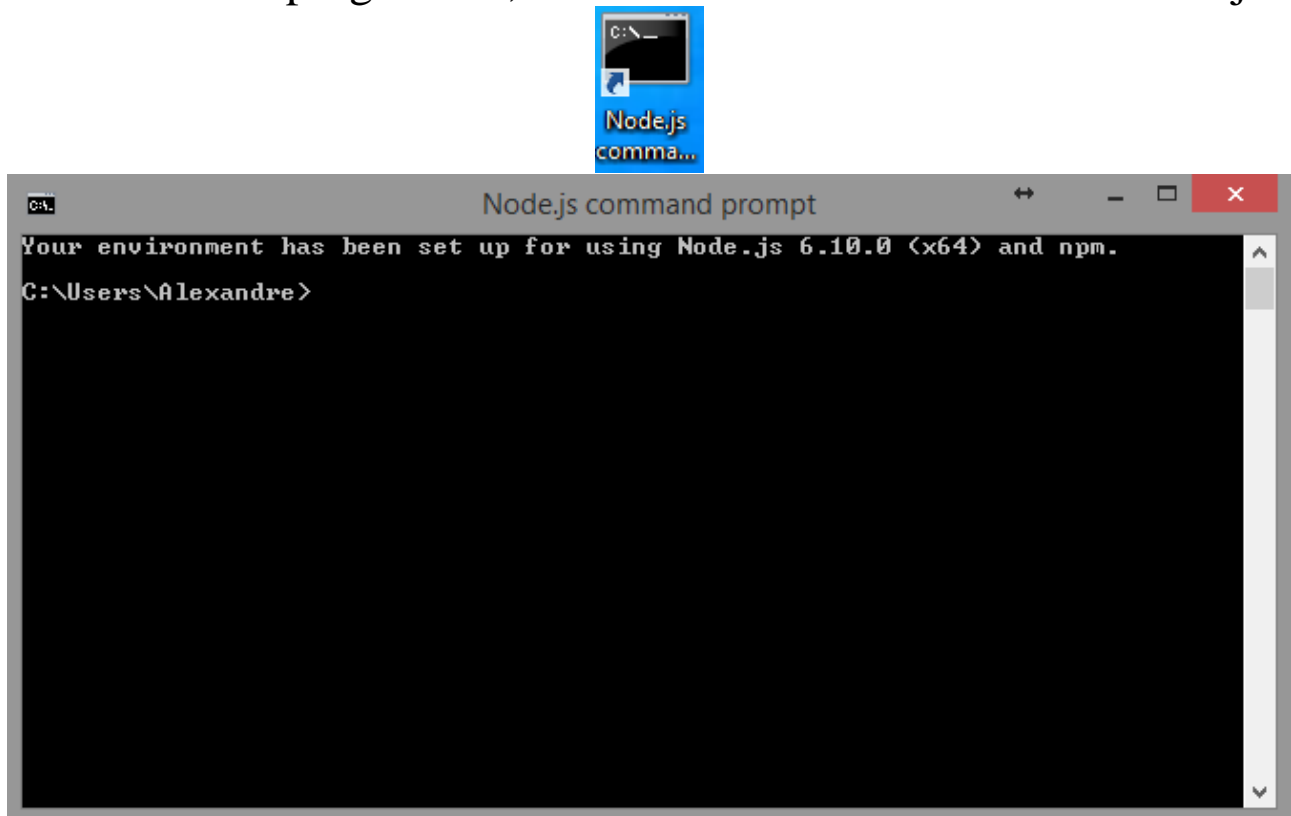 C:\_
Node.js
comma...
Node.js command prompt
Your environment has been set up for using Node.js 6.10.0 (x64) and npm.
C:\Users\Alexandre>